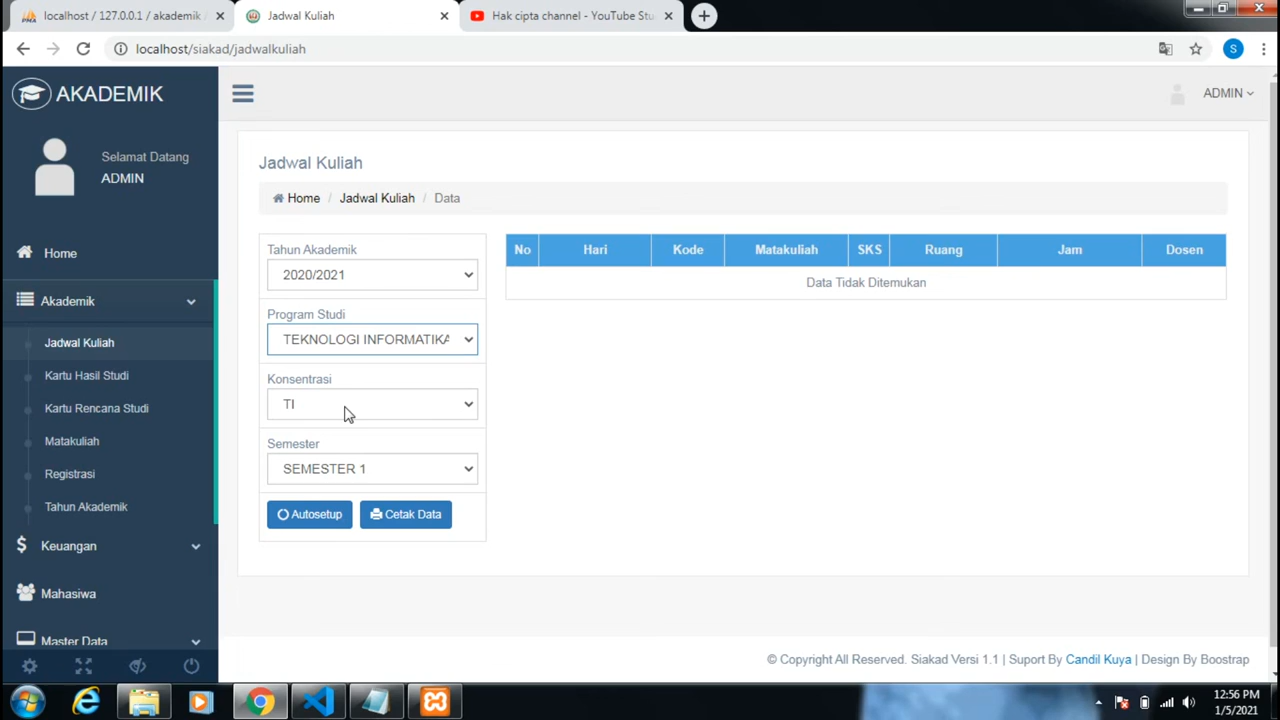 localhost / 127.0.0.1 / akademik
Jadwal Kuliah
Hak cipta channel - YouTube Stu
localhost/siakad/jadwalkuliah
S
AKADEMIK
ADMIN
Selamat Datang
ADMIN
Home
Akademik
Jadwal Kuliah
Kartu Hasil Studi
Kartu Rencana Studi
Matakuliah
Registrasi
Tahun Akademik
Keuangan
Mahasiwa
Master Data
Jadwal Kuliah
Home / Jadwal Kuliah / Data
Tahun Akademik
2020/2021
Program Studi
TEKNOLOGI INFORMATIKA
Konsentrasi
TI
Semester
SEMESTER 1
Autosetup Cetak Data
No Hari Kode Matakuliah SKS Ruang Jam Dosen
Data Tidak Ditemukan
© Copyright All Reserved. Siakad Versi 1.1 | Suport By Candil Kuya | Design By Boostrap
12:56 PM
1/5/2021